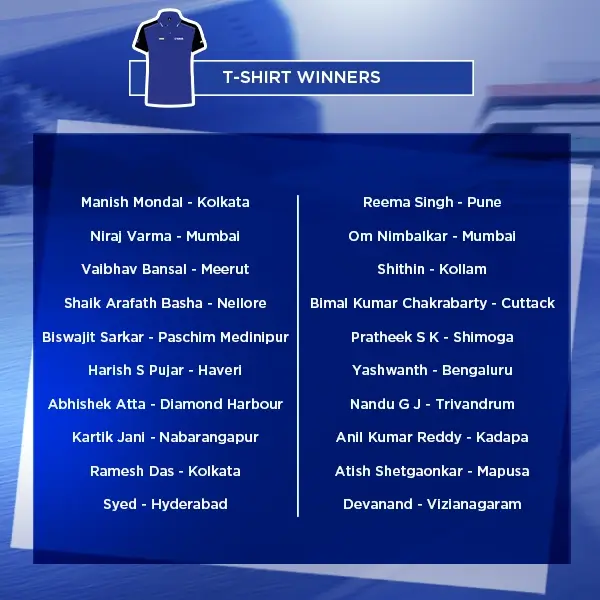 T-SHIRT WINNERS
Manish Mondal - Kolkata
Niraj Varma - Mumbai
Vaibhav Bansal - Meerut
Shaik Arafath Basha - Nellore
Biswajit Sarkar - Paschim Medinipur
Harish S Pujar - Haveri
Abhishek Atta - Diamond Harbour
Kartik Jani - Nabarangapur
Ramesh Das - Kolkata
Syed - Hyderabad
Reema Singh - Pune
Om Nimbalkar - Mumbai
Shithin - Kollam
Bimal Kumar Chakrabarty - Cuttack
Pratheek S K - Shimoga
Yashwanth - Bengaluru
Nandu G J - Trivandrum
Anil Kumar Reddy - Kadapa
Atish Shetgaonkar - Mapusa
Devanand - Vizianagaram